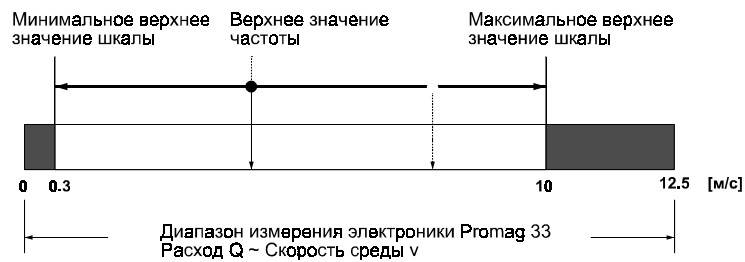 Минимальное верхнее
значение шкалы
Верхнее значение
частоты
Максимальное верхнее
значение шкалы
0 0.3 10 12.5 [м/с]
Диапазон измерения электроники Promag 33
Расход Q ~ Скорость среды v